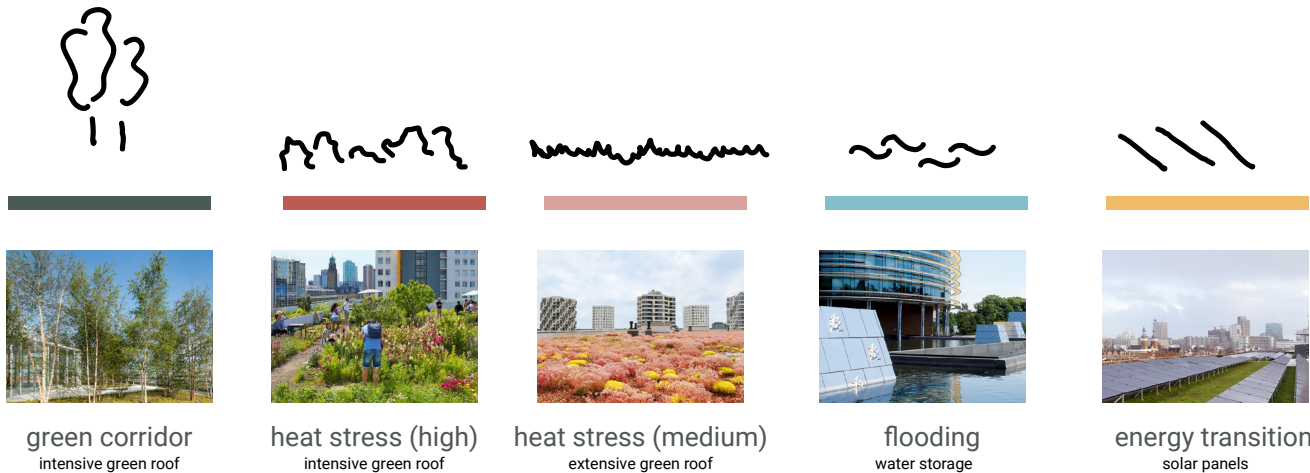 green corridor
intensive green roof
heat stress (high)
intensive green roof
heat stress (medium)
extensive green roof
flooding
water storage
energy transition
solar panels